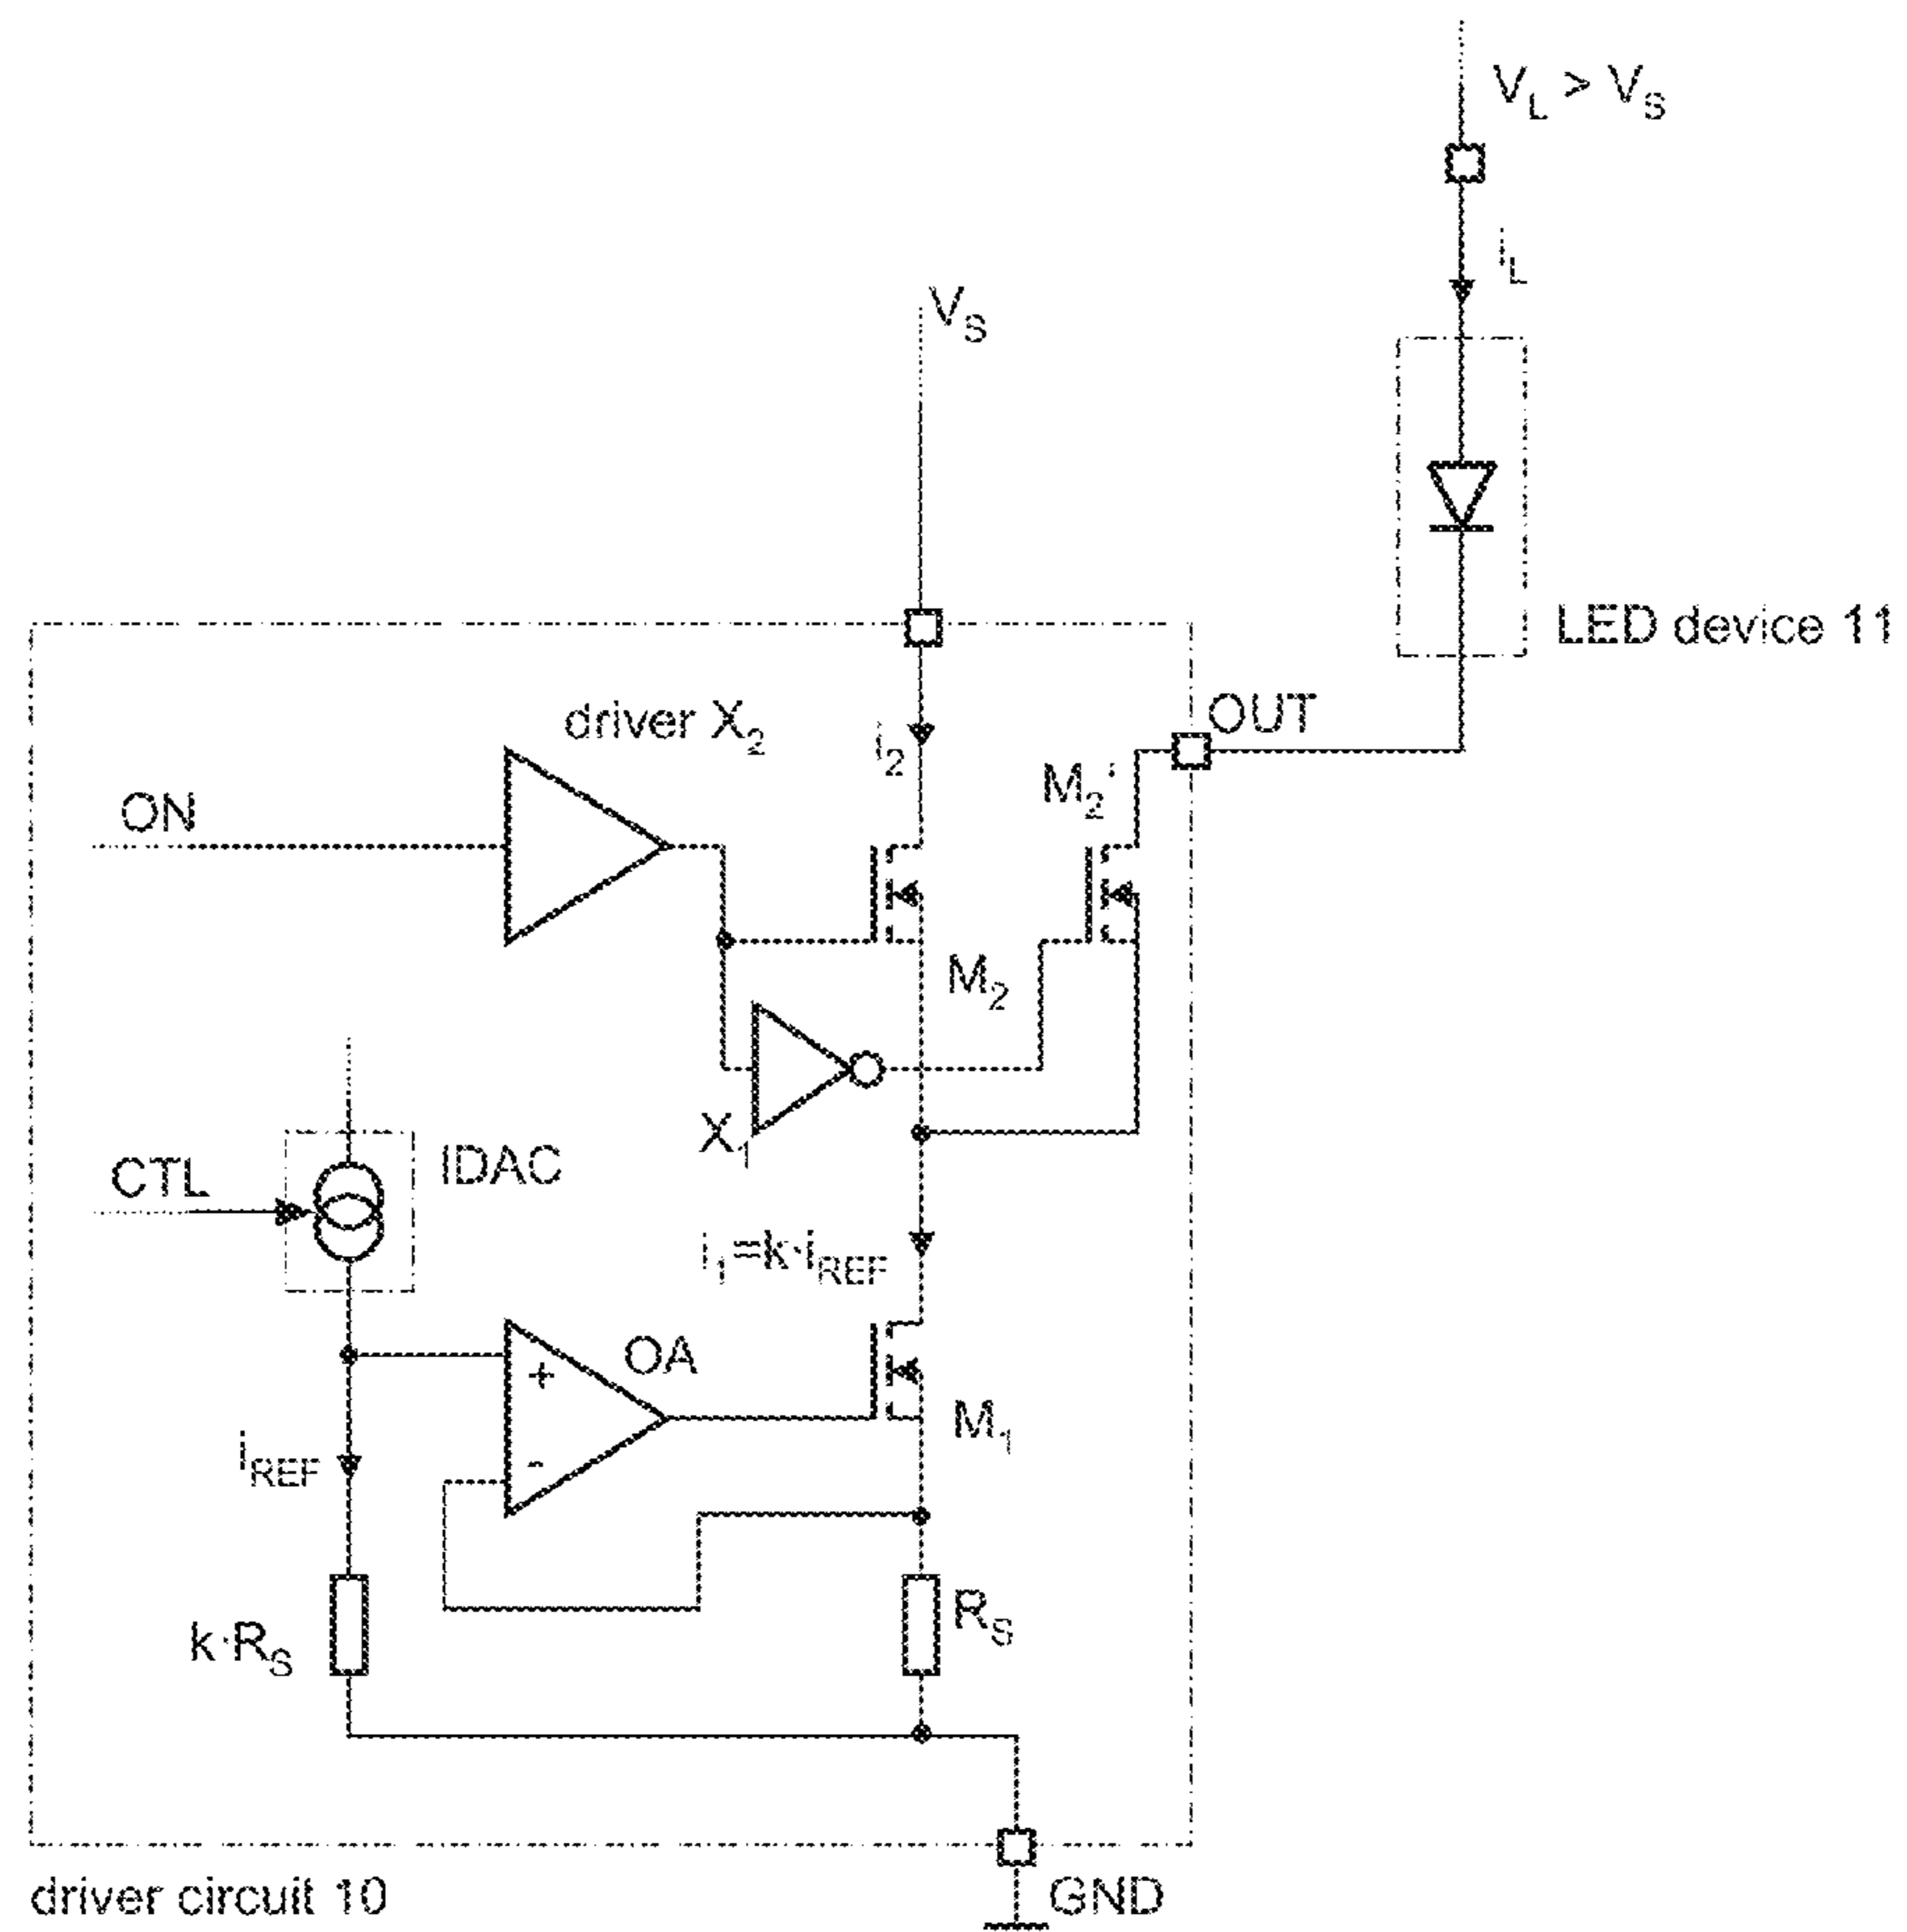 V_L > V_S
i_L
V_S
LED device 11
driver X_2
i_2
OUT
M_2'
ON
M_2
X_1
IDAC
CTL
i_1=k·i_REF
+
OA
M_1
i_REF
-
R_S
k·R_S
driver circuit 10
GND